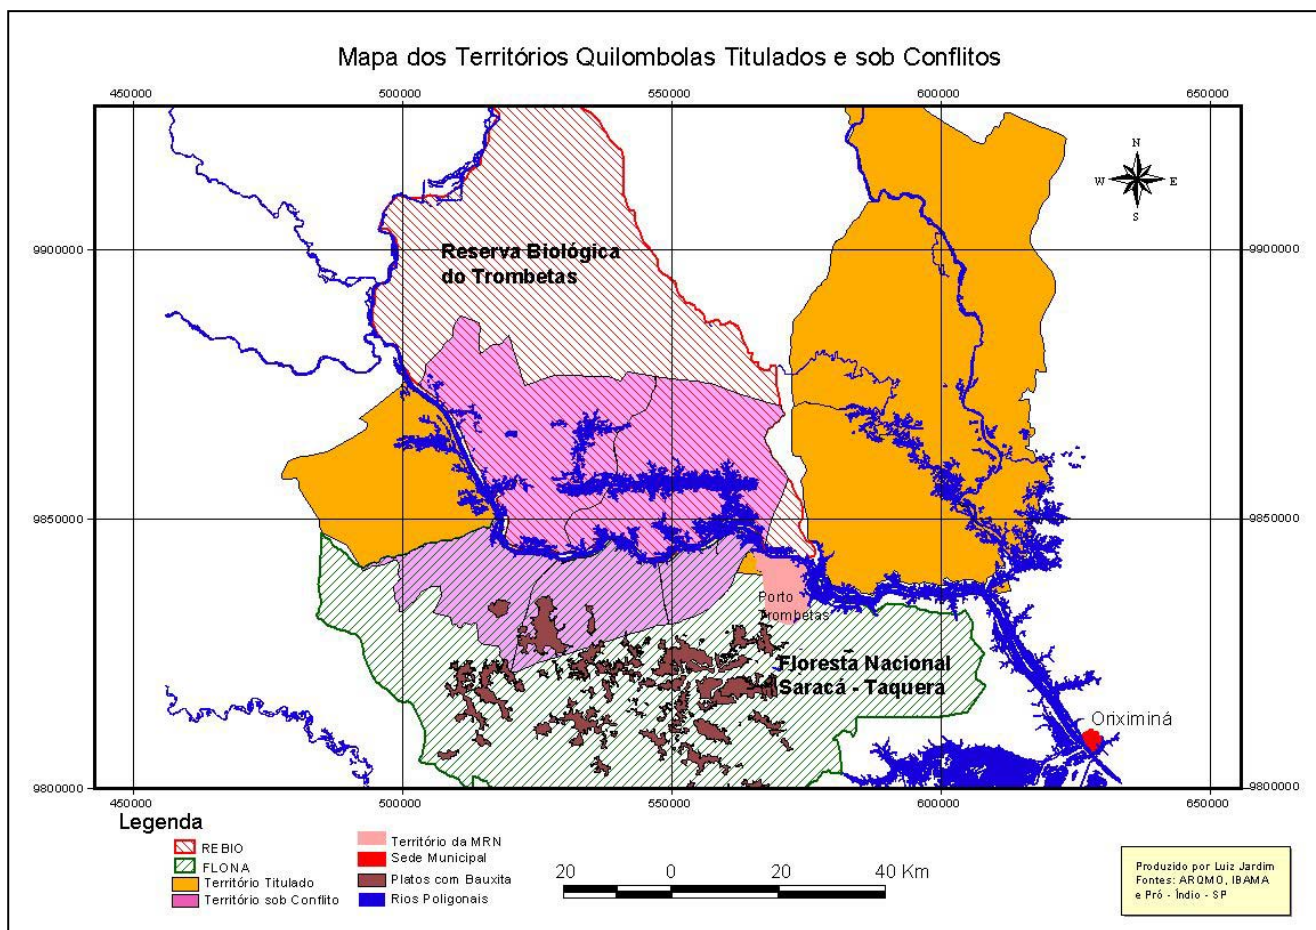 Mapa dos Territórios Quilombolas Titulados e sob Conflitos
450000 500000 550000 600000 650000
N
W E
S
9900000 9900000
Reserva Biológica
do Trombetas
9850000 9850000
Porto
Trombetas
Floresta Nacional
Saracá - Taquera
Oriximiná
9800000 9800000
450000 500000 550000 600000 650000
Legenda
REBIO
FLONA
Território Titulado
Território sob Conflito
Território da MRN
Sede Municipal
Platos com Bauxita
Rios Poligonais
20 0 20 40 Km
Produzido por Luiz Jardim
Fontes: ARQMO, IBAMA
e Pró - Índio - SP